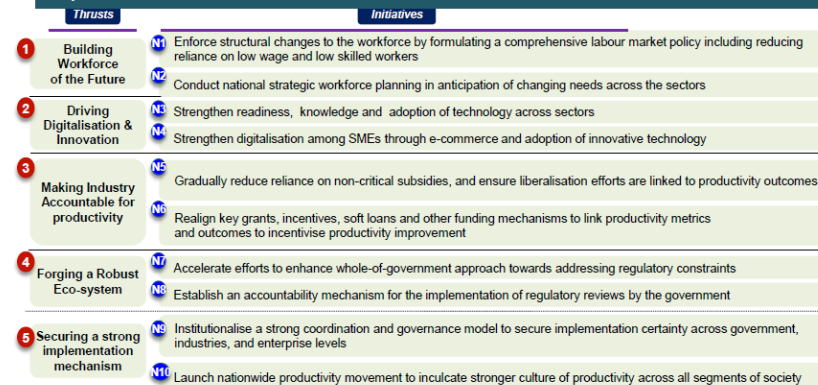 Thrusts
Initiatives
1
Building
Workforce
of the Future
N1
Enforce structural changes to the workforce by formulating a comprehensive labour market policy including reducing
reliance on low wage and low skilled workers
N2
Conduct national strategic workforce planning in anticipation of changing needs across the sectors
2
Driving
Digitalisation &
Innovation
N3
Strengthen readiness, knowledge and adoption of technology across sectors
N4
Strengthen digitalisation among SMEs through e-commerce and adoption of innovative technology
3
Making Industry
Accountable for
productivity
N5
Gradually reduce reliance on non-critical subsidies, and ensure liberalisation efforts are linked to productivity outcomes
N6
Realign key grants, incentives, soft loans and other funding mechanisms to link productivity metrics
and outcomes to incentivise productivity improvement
4
Forging a Robust
Eco-system
N7
Accelerate efforts to enhance whole-of-government approach towards addressing regulatory constraints
N8
Establish an accountability mechanism for the implementation of regulatory reviews by the government
5
Securing a strong
implementation
mechanism
N9
Institutionalise a strong coordination and governance model to secure implementation certainty across government,
industries, and enterprise levels
N10
Launch nationwide productivity movement to inculcate stronger culture of productivity across all segments of society